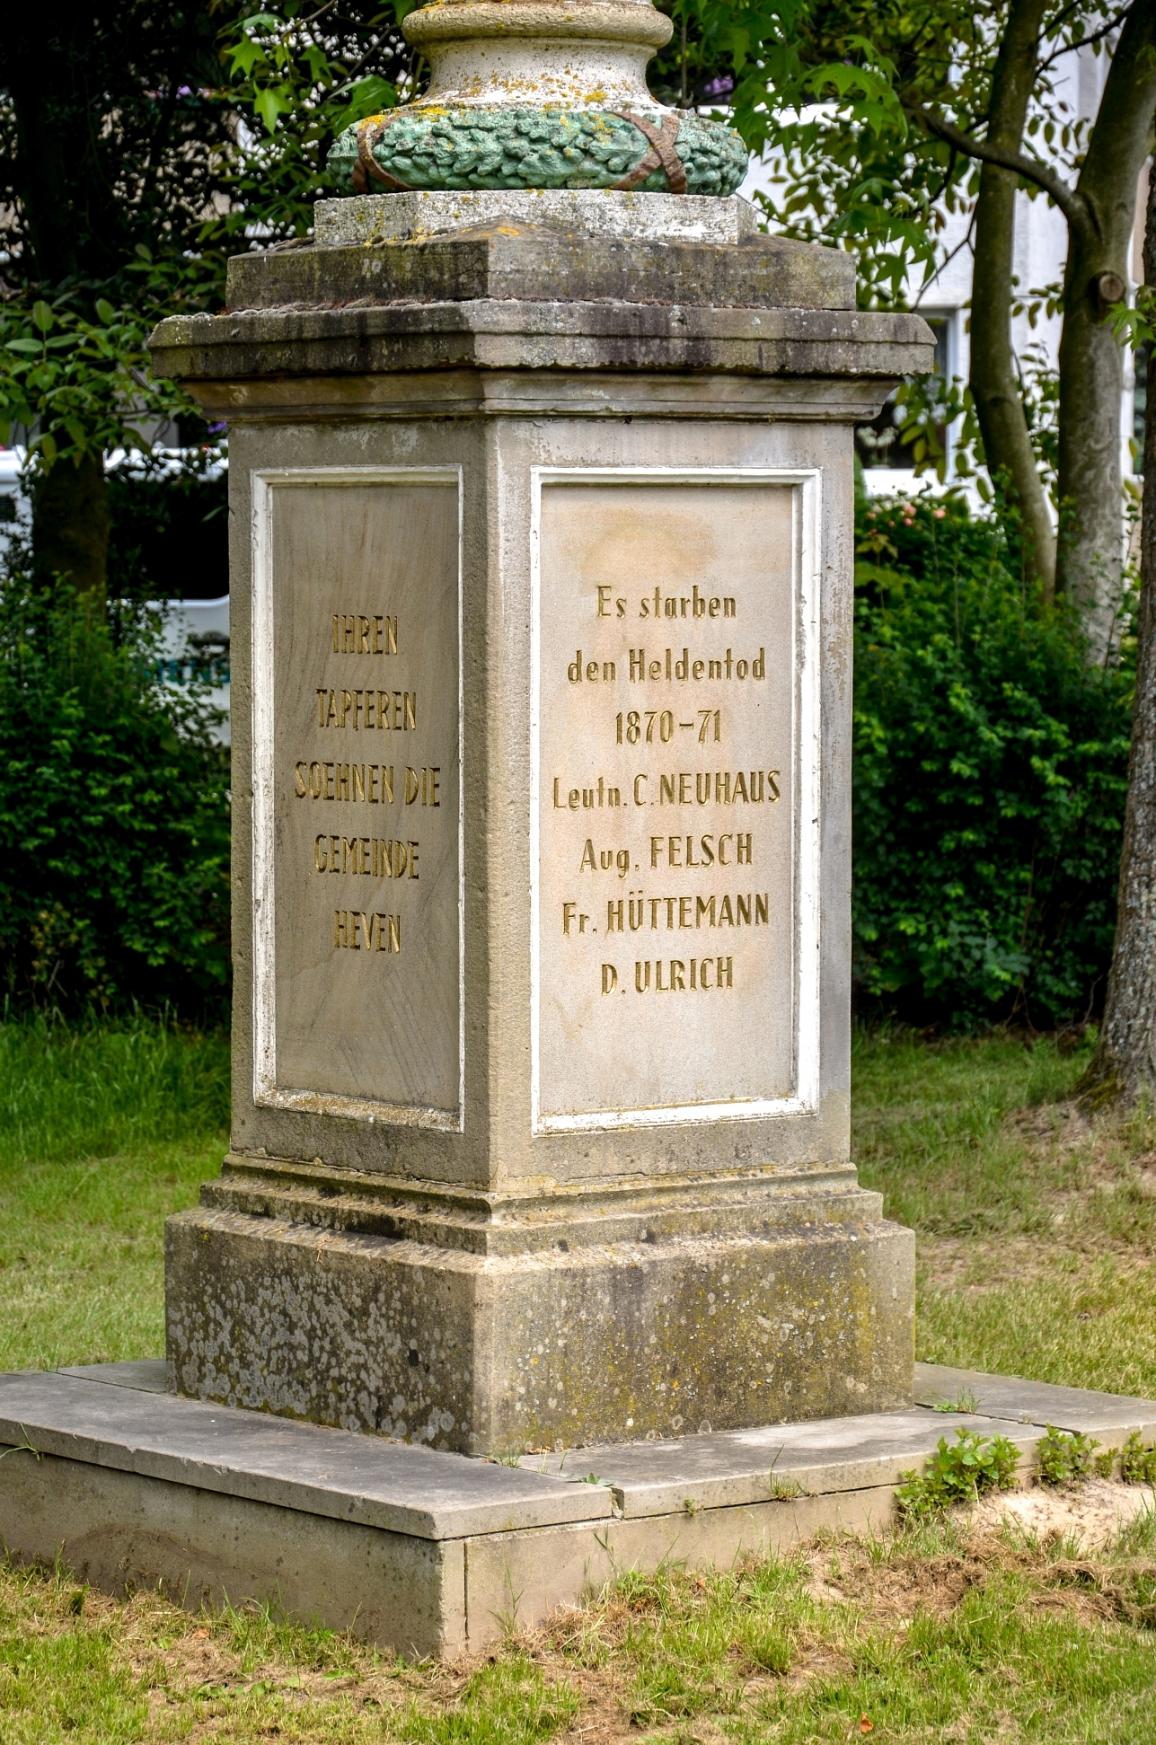 IHREN
TAPFEREN
SOEHNEN DIE
GEMEINDE
HEVEN
Es starben
den Heldentod
1870-71
Leutn. C. NEUHAUS
Aug. FELSCH
Fr. HÜTTEMANN
D. ULRICH